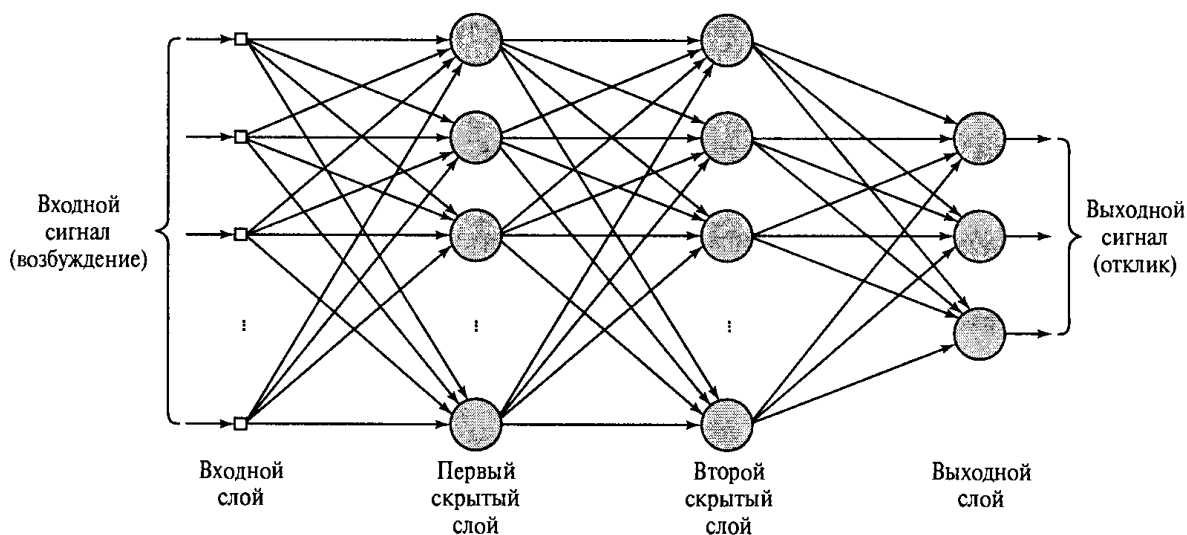 Входной
сигнал
(возбуждение)
Выходной
сигнал
(отклик)
Входной
слой
Первый
скрытый
слой
Второй
скрытый
слой
Выходной
слой